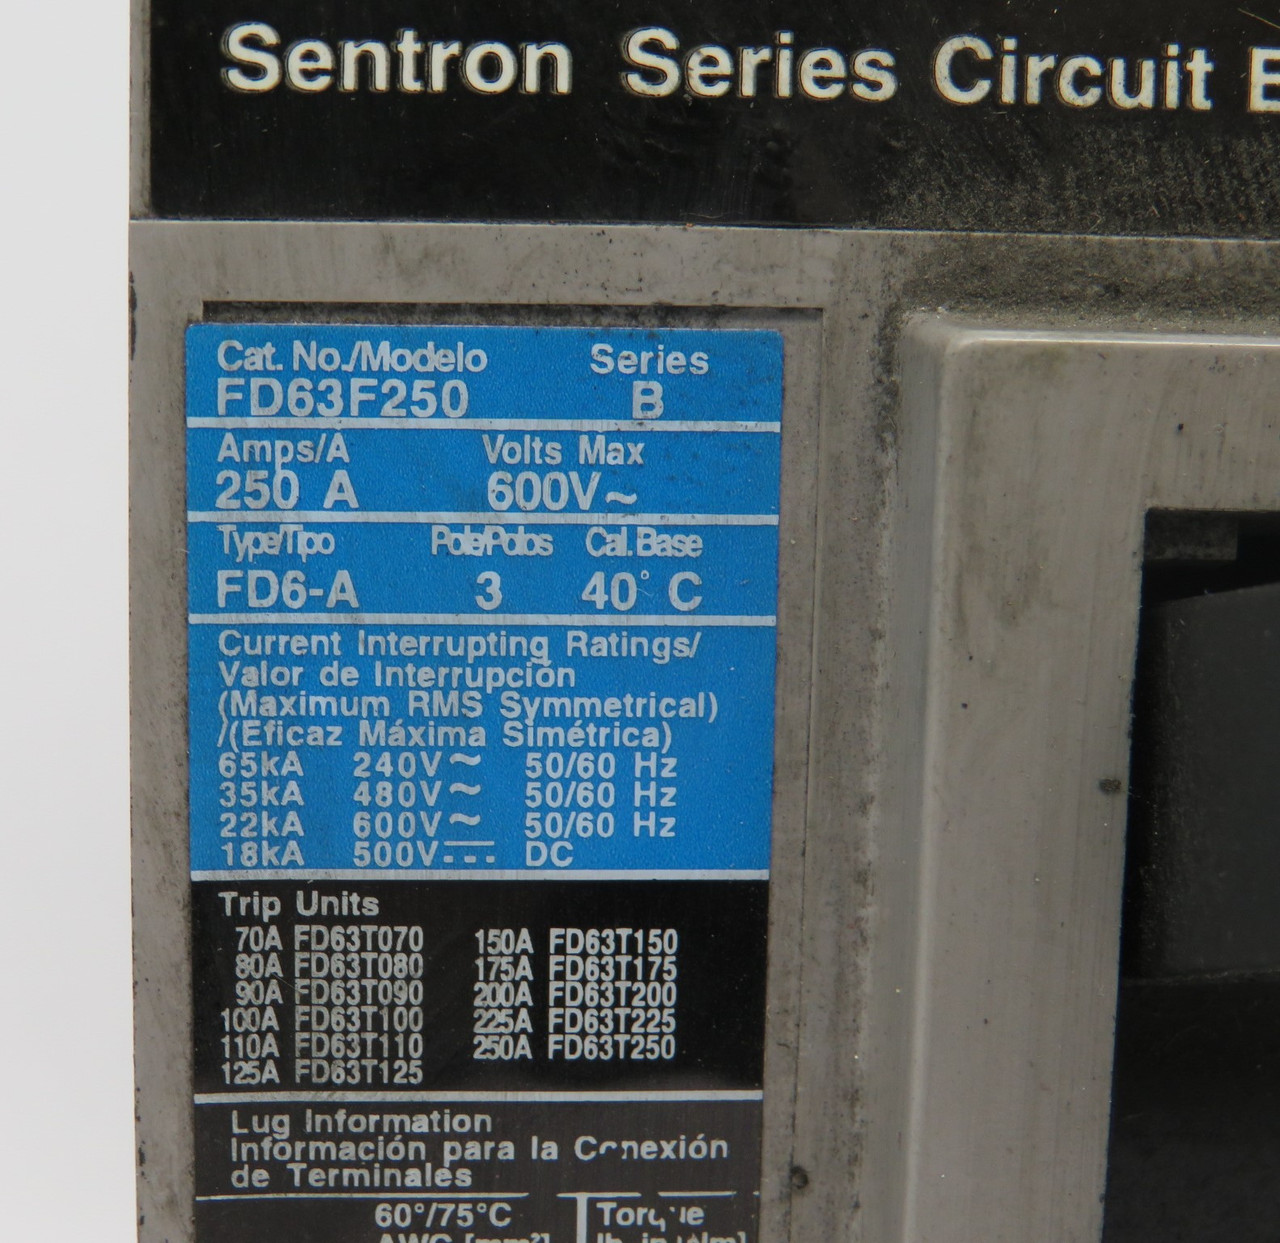 Sentron Series Circuit
Cat. No./Modelo Series
FD63F250 B
Amps/A Volts Max
250 A 600V~
Type/Tipo Pole/Polos Cal. Base
FD6-A 3 40° C
Current Interrupting Ratings/
Valor de Interrupción
(Maximum RMS Symmetrical)
/(Eficaz Máxima Simétrica)
65kA 240V~ 50/60 Hz
35kA 480V~ 50/60 Hz
22kA 600V~ 50/60 Hz
18kA 500V⎓ DC
Trip Units
70A FD63T070 150A FD63T150
80A FD63T080 175A FD63T175
90A FD63T090 200A FD63T200
100A FD63T100 225A FD63T225
110A FD63T110 250A FD63T250
125A FD63T125
Lug Information
Información para la Conexión
de Terminales
60°/75°C Torque
AWG [mm²]